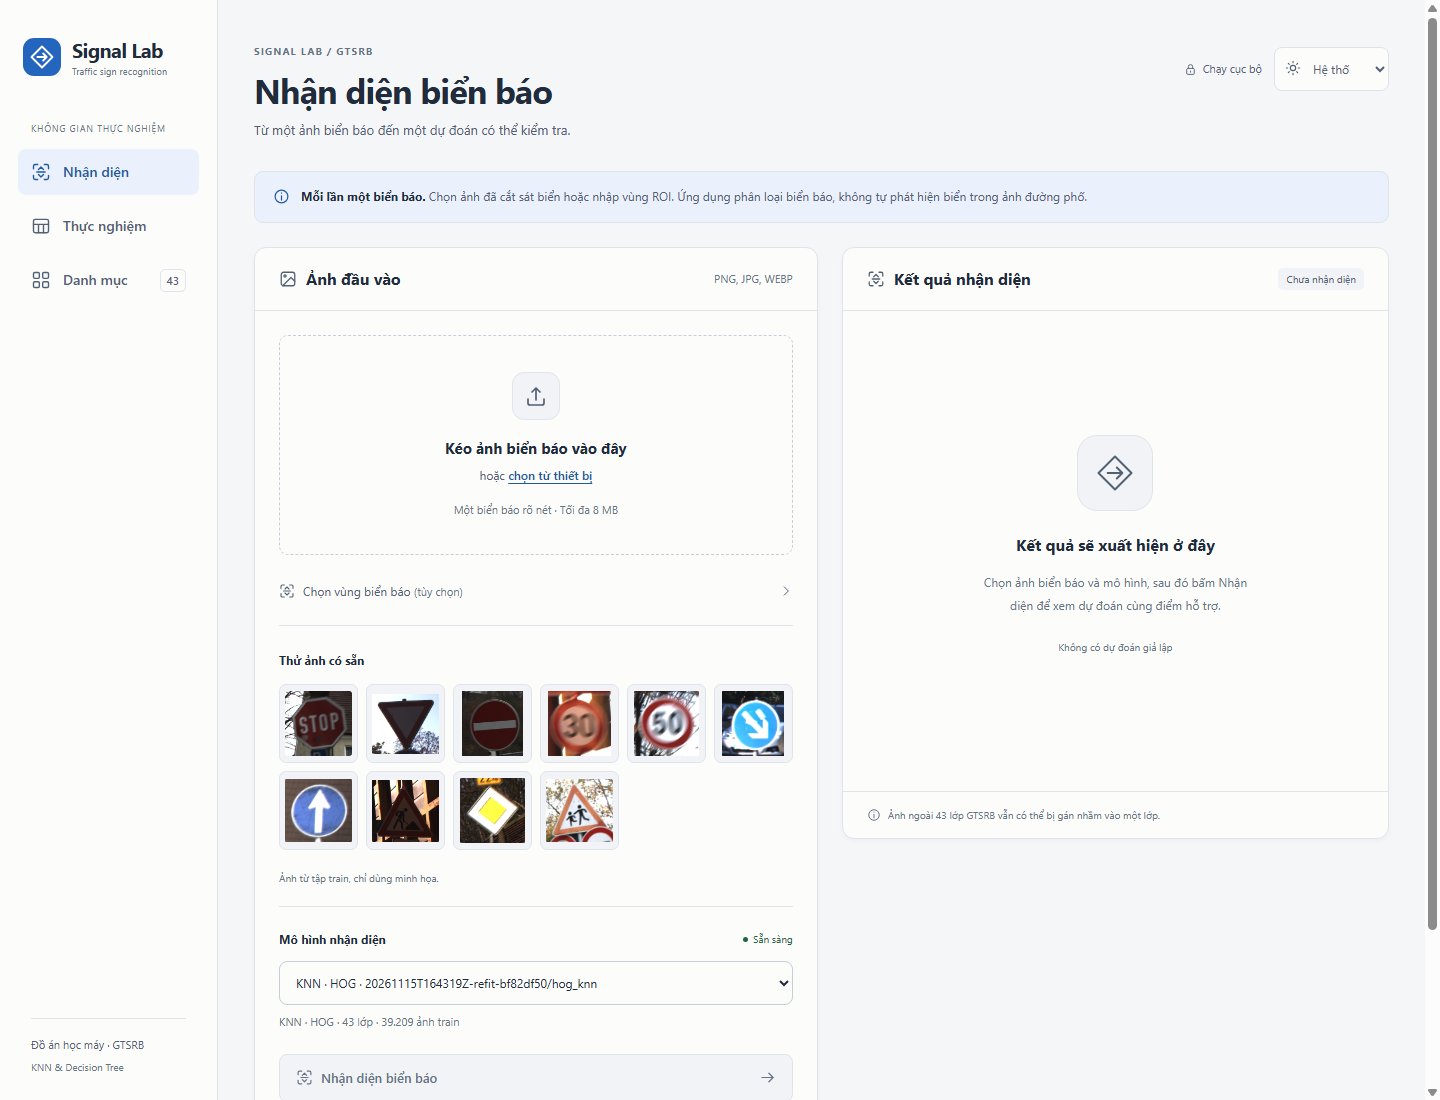 Signal Lab
Traffic sign recognition
KHÔNG GIAN THỰC NGHIỆM
Nhận diện
Thực nghiệm
Danh mục 43
Đồ án học máy · GTSRB
KNN & Decision Tree
SIGNAL LAB / GTSRB
Nhận diện biển báo
Từ một ảnh biển báo đến một dự đoán có thể kiểm tra.
Chạy cục bộ
Hệ thố
Mỗi lần một biển báo. Chọn ảnh đã cắt sát biển hoặc nhập vùng ROI. Ứng dụng phân loại biển báo, không tự phát hiện biển trong ảnh đường phố.
Ảnh đầu vào
PNG, JPG, WEBP
Kéo ảnh biển báo vào đây
hoặc chọn từ thiết bị
Một biển báo rõ nét · Tối đa 8 MB
Chọn vùng biển báo (tùy chọn)
Thử ảnh có sẵn
STOP
30
50
Ảnh từ tập train, chỉ dùng minh họa.
Mô hình nhận diện
Sẵn sàng
KNN · HOG · 20261115T164319Z-refit-bf82df50/hog_knn
KNN · HOG · 43 lớp · 39.209 ảnh train
Nhận diện biển báo
Kết quả nhận diện
Chưa nhận diện
Kết quả sẽ xuất hiện ở đây
Chọn ảnh biển báo và mô hình, sau đó bấm Nhận
diện để xem dự đoán cùng điểm hỗ trợ.
Không có dự đoán giả lập
Ảnh ngoài 43 lớp GTSRB vẫn có thể bị gán nhầm vào một lớp.